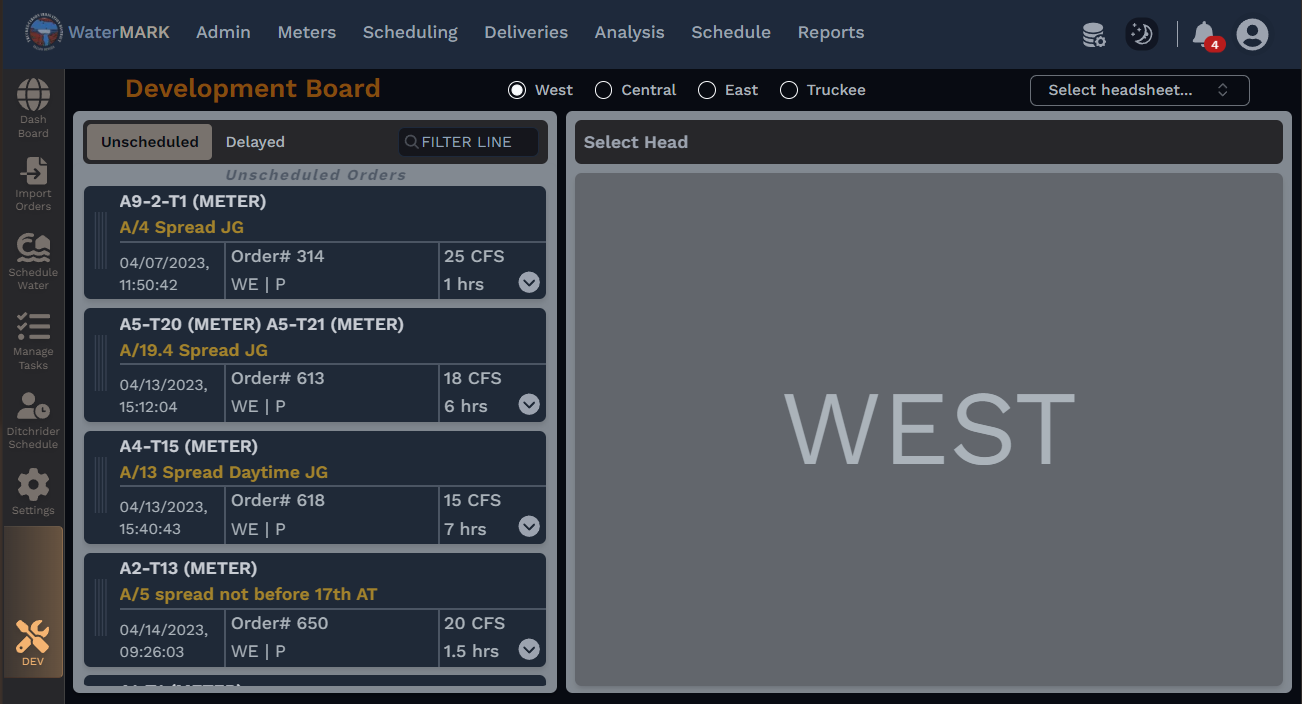 WaterMARK Admin Meters Scheduling Deliveries Analysis Schedule Reports
4
Dash
Board
Import
Orders
Schedule
Water
Manage
Tasks
Ditchrider
Schedule
Settings
DEV
Development Board
West Central East Truckee
Select headsheet...
Unscheduled Delayed FILTER LINE
Unscheduled Orders
A9-2-T1 (METER)
A/4 Spread JG
04/07/2023,
11:50:42
Order# 314
WE | P
25 CFS
1 hrs
A5-T20 (METER) A5-T21 (METER)
A/19.4 Spread JG
04/13/2023,
15:12:04
Order# 613
WE | P
18 CFS
6 hrs
A4-T15 (METER)
A/13 Spread Daytime JG
04/13/2023,
15:40:43
Order# 618
WE | P
15 CFS
7 hrs
A2-T13 (METER)
A/5 spread not before 17th AT
04/14/2023,
09:26:03
Order# 650
WE | P
20 CFS
1.5 hrs
Select Head
WEST